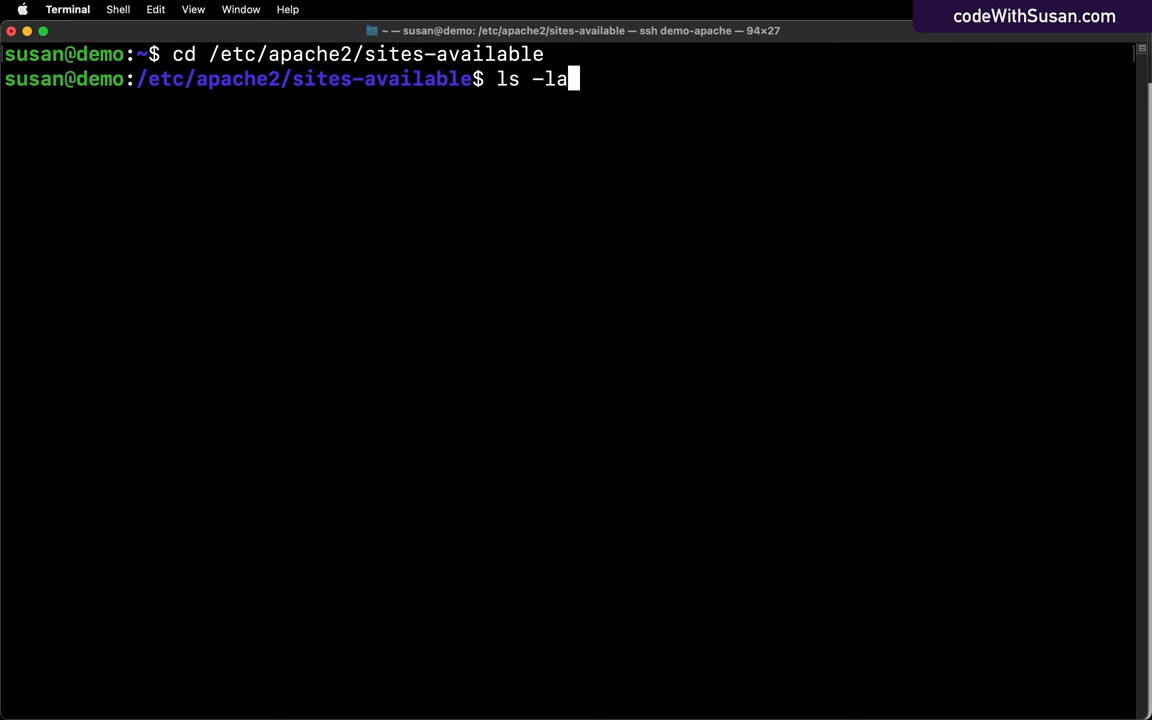 Terminal Shell Edit View Window Help
codeWithSusan.com
~ — susan@demo: /etc/apache2/sites-available — ssh demo-apache — 94×27
susan@demo:~$ cd /etc/apache2/sites-available
susan@demo:/etc/apache2/sites-available$ ls -la